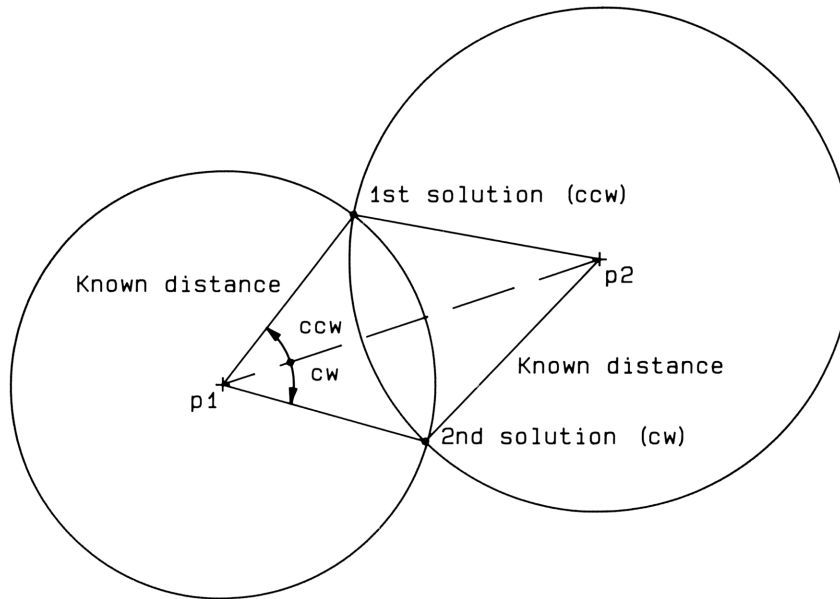 1st solution (ccw)
p2
Known distance
ccw
cw
Known distance
p1
2nd solution (cw)